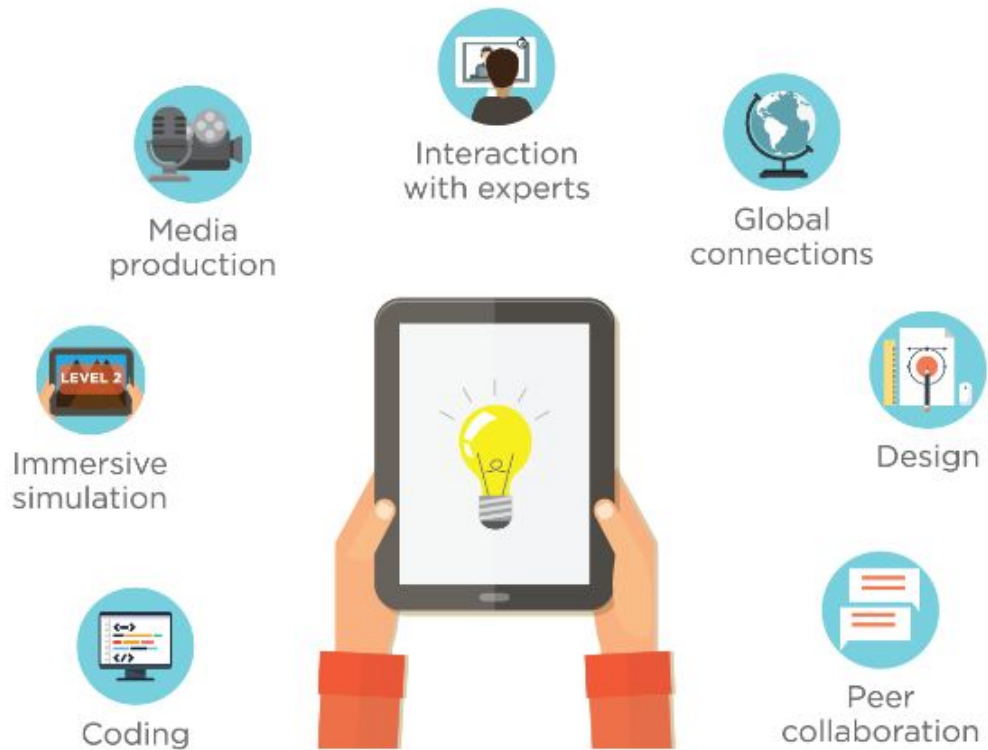 Interaction
with experts
Media
production
Global
connections
LEVEL 2
Immersive
simulation
Design
<=>
</>
Coding
Peer
collaboration